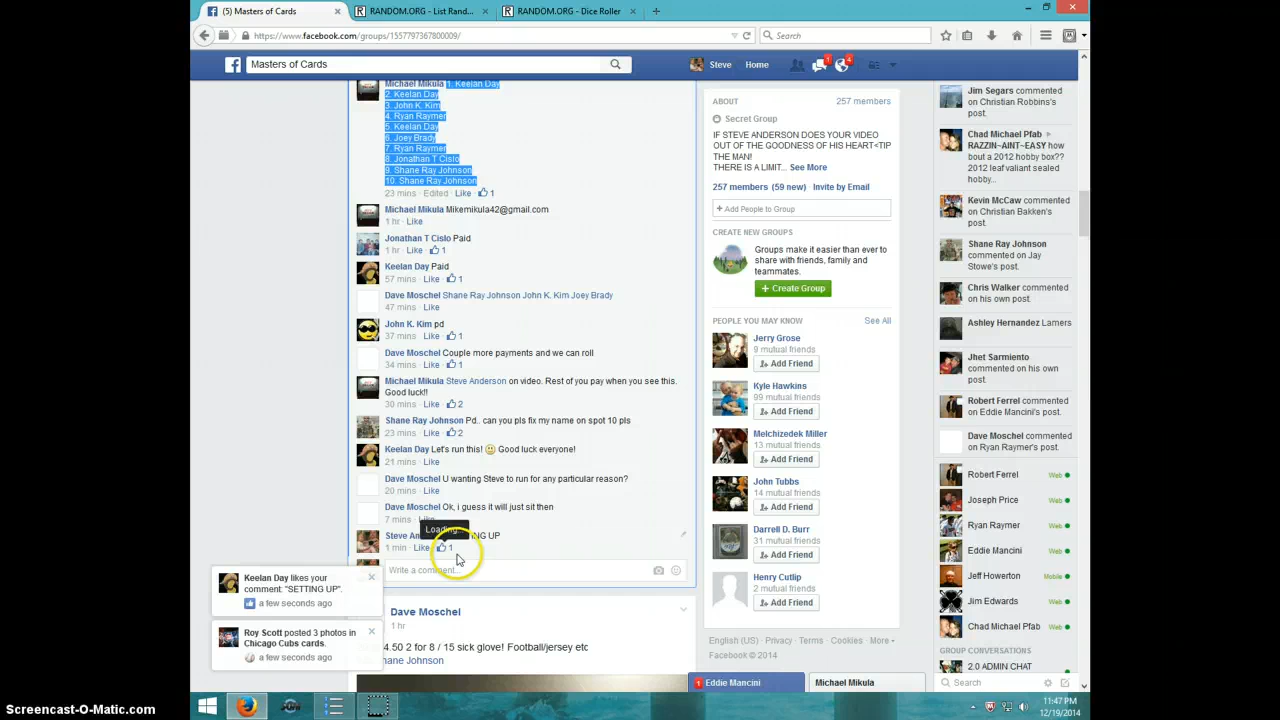 (5) Masters of Cards
RANDOM.ORG - List Rand...
RANDOM.ORG - Dice Roller
https://www.facebook.com/groups/1557797367800009/
Search
Masters of Cards
Steve
Home
1
4
Michael Mikula 1. Keelan Day
2. Keelan Day
3. John K. Kim
4. Ryan Raymer
5. Keelan Day
6. Joey Brady
7. Ryan Raymer
8. Jonathan T Cislo
9. Shane Ray Johnson
10. Shane Ray Johnson
23 mins · Edited · Like · 1
Michael Mikula Mikemikula42@gmail.com
1 hr · Like
Jonathan T Cislo Paid
1 hr · Like · 1
Keelan Day Paid
57 mins · Like · 1
Dave Moschel Shane Ray Johnson John K. Kim Joey Brady
47 mins · Like
John K. Kim pd
37 mins · Like · 1
Dave Moschel Couple more payments and we can roll
34 mins · Like · 1
Michael Mikula Steve Anderson on video. Rest of you pay when you see this.
Good luck!!
30 mins · Like · 2
Shane Ray Johnson Pd.. can you pls fix my name on spot 10 pls
23 mins · Like · 2
Keelan Day Let's run this! Good luck everyone!
21 mins · Like
Dave Moschel U wanting Steve to run for any particular reason?
20 mins · Like
Dave Moschel Ok, i guess it will just sit then
7 mins · Like
Loading...
Steve An NG UP
1 min · Like · 1
Write a comment...
Dave Moschel
1 hr
4.50 2 for 8 / 15 sick glove! Football/jersey etc
hane Johnson
Keelan Day likes your
comment: "SETTING UP".
a few seconds ago
Roy Scott posted 3 photos in
Chicago Cubs cards.
a few seconds ago
ABOUT
257 members
Secret Group
IF STEVE ANDERSON DOES YOUR VIDEO
OUT OF THE GOODNESS OF HIS HEART<TIP
THE MAN!
THERE IS A LIMIT... See More
257 members (59 new) · Invite by Email
+ Add People to Group
CREATE NEW GROUPS
Groups make it easier than ever to
share with friends, family and
teammates.
+ Create Group
PEOPLE YOU MAY KNOW
See All
Jerry Grose
9 mutual friends
Add Friend
Kyle Hawkins
99 mutual friends
Add Friend
Melchizedek Miller
13 mutual friends
Add Friend
John Tubbs
14 mutual friends
Add Friend
Darrell D. Burr
31 mutual friends
Add Friend
Henry Cutlip
2 mutual friends
Add Friend
English (US) · Privacy · Terms · Cookies · More
Facebook © 2014
1 Eddie Mancini
Michael Mikula
Jim Segars commented
on Christian Robbins's
post.
Chad Michael Pfab
RAZZIN~AINT~EASY how
bout a 2012 hobby box??
2012 leaf valiant sealed
hobby...
Kevin McCaw commented
on Christian Bakken's
post.
Shane Ray Johnson
commented on Jay
Stowe's post.
Chris Walker commented
on his own post.
Ashley Hernandez Lamers
Jhet Sarmiento
commented on his own
post.
Robert Ferrel commented
on Eddie Mancini's post.
Dave Moschel commented
on Ryan Raymer's post.
Robert Ferrel Web
Joseph Price Web
Ryan Raymer Web
Eddie Mancini Web
Jeff Howerton Mobile
Jim Edwards Web
Chad Michael Pfab Web
GROUP CONVERSATIONS
2.0 ADMIN CHAT
Search
11:47 PM
12/19/2014
Screencast-O-Matic.com